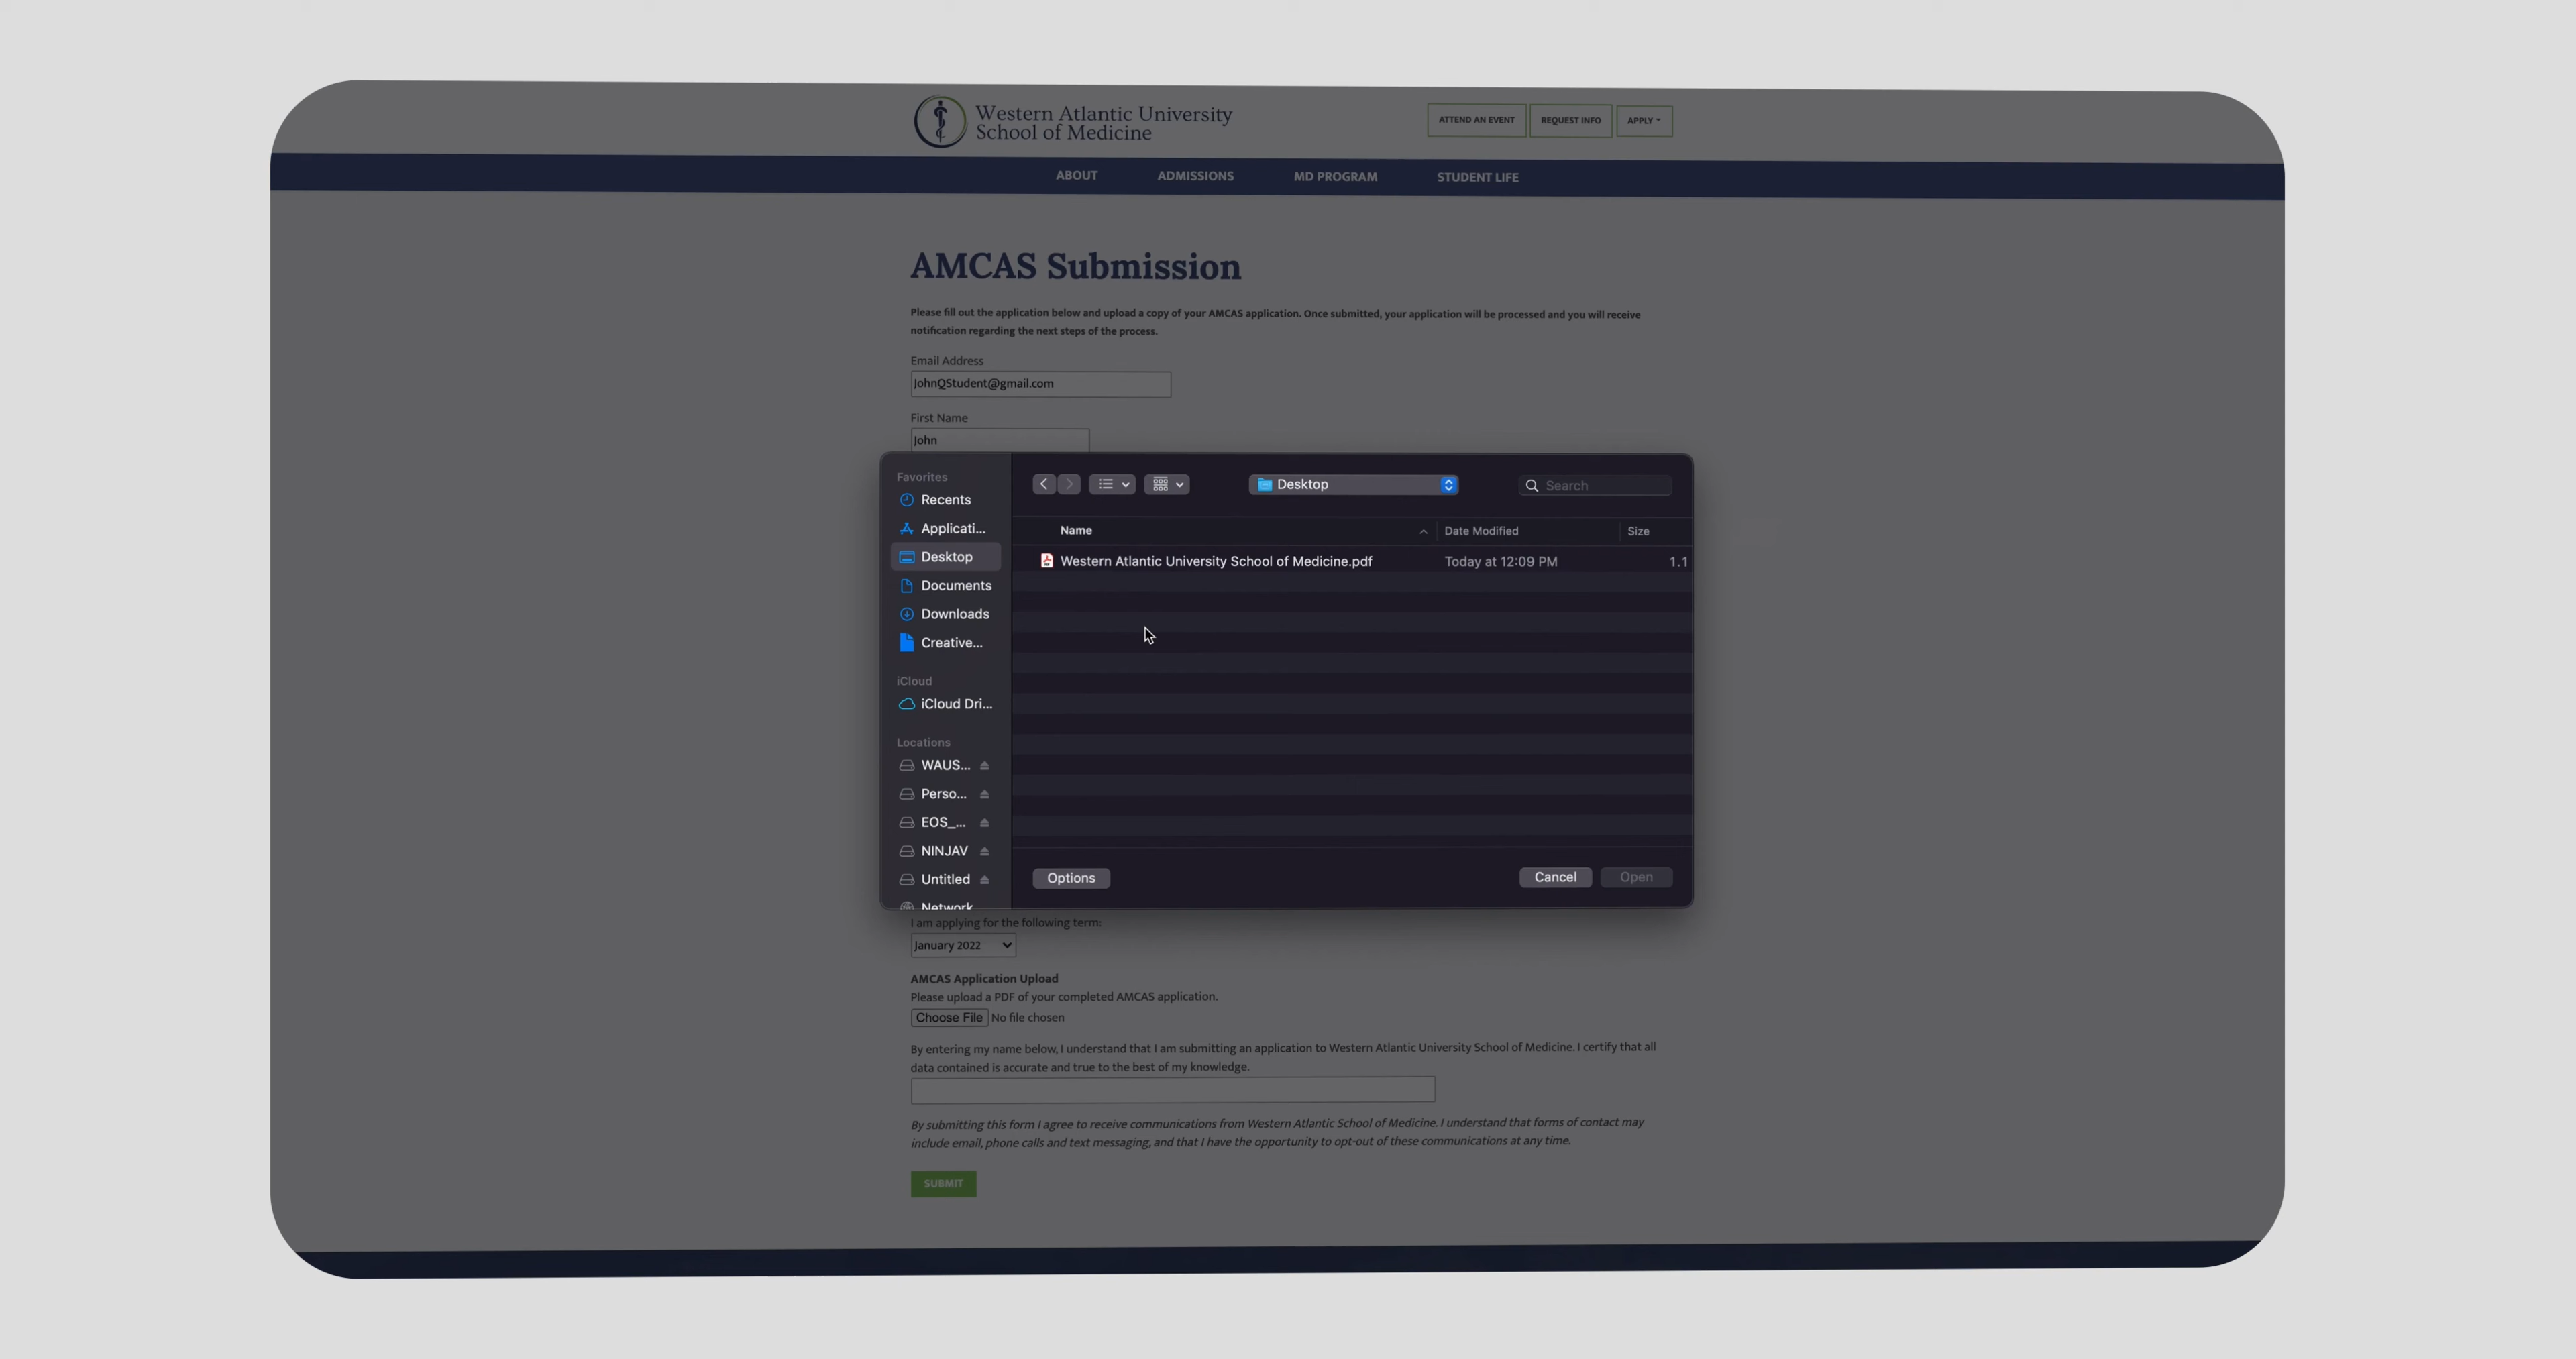 Western Atlantic University
School of Medicine
ATTEND AN EVENT
REQUEST INFO
APPLY
ABOUT
ADMISSIONS
MD PROGRAM
STUDENT LIFE
AMCAS Submission
Please fill out the application below and upload a copy of your AMCAS application. Once submitted, your application will be processed and you will receive
notification regarding the next steps of the process.
Email Address
JohnQStudent@gmail.com
First Name
John
Favorites
Recents
Applicati...
Desktop
Documents
Downloads
Creative...
iCloud
iCloud Dri...
Locations
WAUS...
Perso...
EOS_...
NINJAV
Untitled
Network
Desktop
Search
Name
Date Modified
Size
Western Atlantic University School of Medicine.pdf
Today at 12:09 PM
1.1
Options
Cancel
Open
I am applying for the following term:
January 2022
AMCAS Application Upload
Please upload a PDF of your completed AMCAS application.
Choose File No file chosen
By entering my name below, I understand that I am submitting an application to Western Atlantic University School of Medicine. I certify that all
data contained is accurate and true to the best of my knowledge.
By submitting this form I agree to receive communications from Western Atlantic School of Medicine. I understand that forms of contact may
include email, phone calls and text messaging, and that I have the opportunity to opt-out of these communications at any time.
SUBMIT